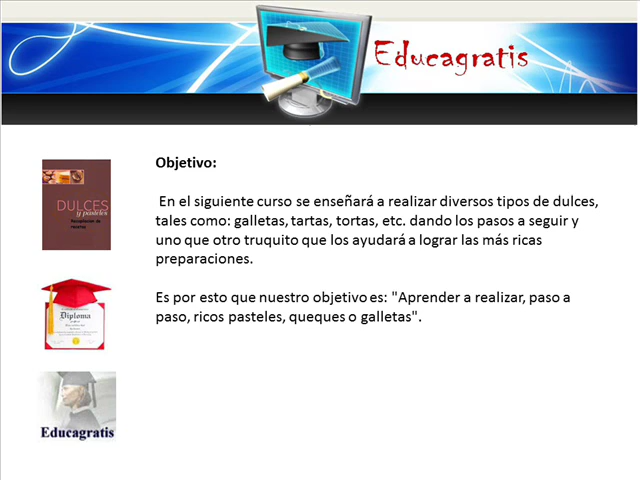 Educagratis
Objetivo:
En el siguiente curso se enseñará a realizar diversos tipos de dulces,
tales como: galletas, tartas, tortas, etc. dando los pasos a seguir y
uno que otro truquito que los ayudará a lograr las más ricas
preparaciones.
Es por esto que nuestro objetivo es: "Aprender a realizar, paso a
paso, ricos pasteles, queques o galletas".
DULCES
y pasteles
Diploma
Educagratis